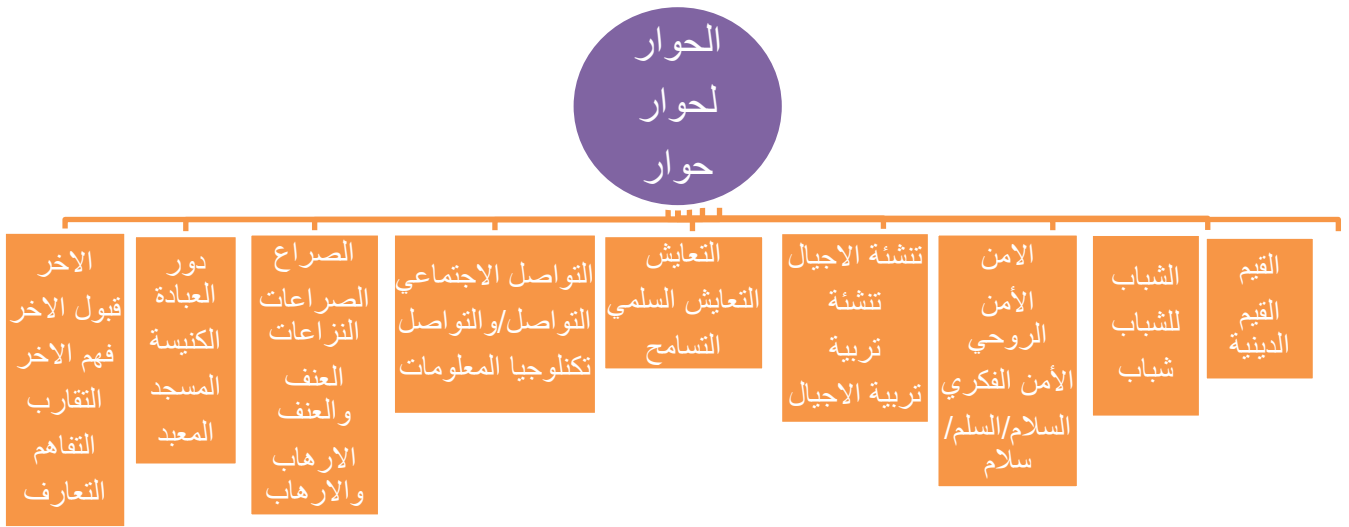 الحوار
لحوار
حوار
القيم
القيم
الدينية
الشباب
للشباب
شباب
الامن
الأمن
الروحي
الأمن الفكري
السلام/السلم/
سلام
تنشئة الاجيال
تنشئة
تربية
تربية الاجيال
التعايش
التعايش السلمي
التسامح
التواصل الاجتماعي
التواصل/والتواصل
تكنلوجيا المعلومات
الصراع
الصراعات
النزاعات
العنف
والعنف
الارهاب
والارهاب
دور
العبادة
الكنيسة
المسجد
المعبد
الاخر
قبول الاخر
فهم الاخر
التقارب
التفاهم
التعارف